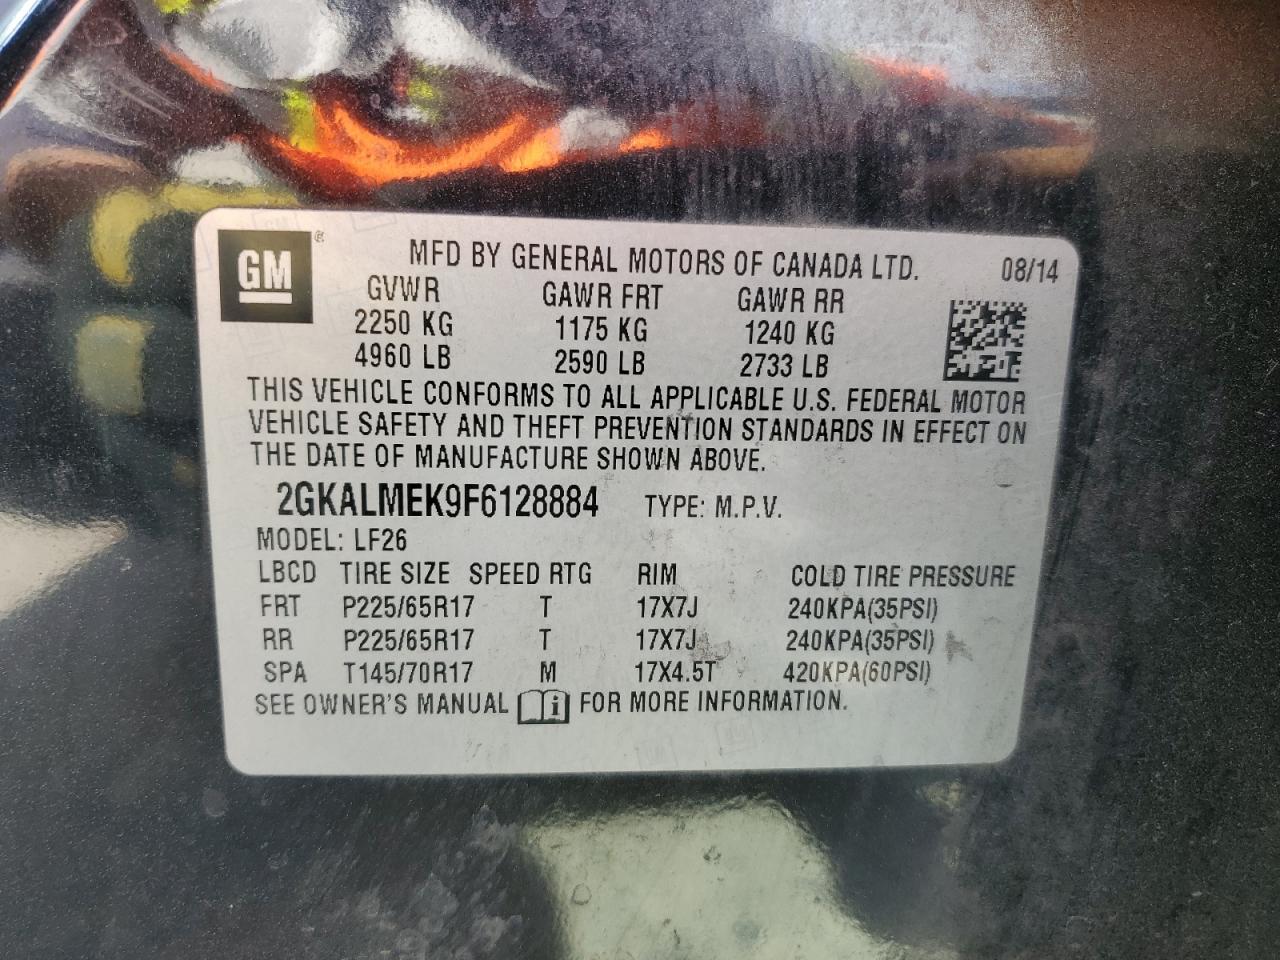 GM®
MFD BY GENERAL MOTORS OF CANADA LTD. 08/14
GVWR GAWR FRT GAWR RR
2250 KG 1175 KG 1240 KG
4960 LB 2590 LB 2733 LB
THIS VEHICLE CONFORMS TO ALL APPLICABLE U.S. FEDERAL MOTOR
VEHICLE SAFETY AND THEFT PREVENTION STANDARDS IN EFFECT ON
THE DATE OF MANUFACTURE SHOWN ABOVE.
2GKALMEK9F6128884 TYPE: M.P.V.
MODEL: LF26
LBCD TIRE SIZE SPEED RTG RIM COLD TIRE PRESSURE
FRT P225/65R17 T 17X7J 240KPA(35PSI)
RR P225/65R17 T 17X7J 240KPA(35PSI)
SPA T145/70R17 M 17X4.5T 420KPA(60PSI)
SEE OWNER'S MANUAL i FOR MORE INFORMATION.